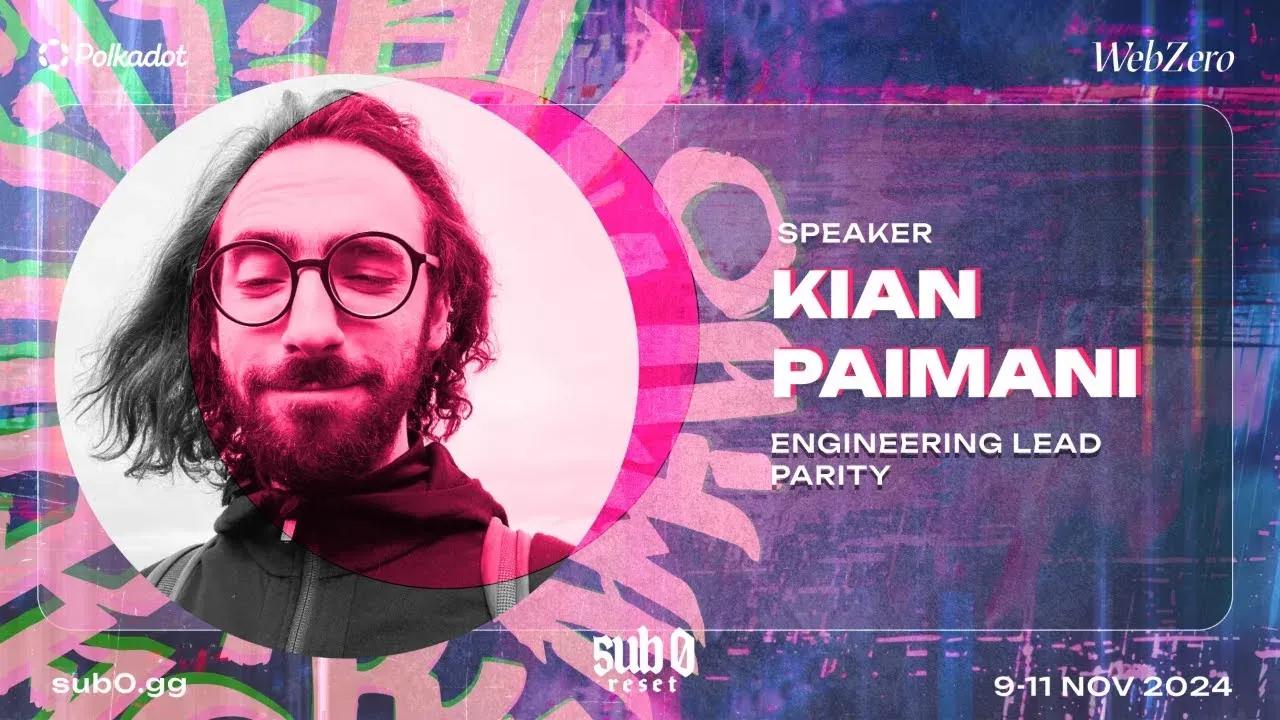 Polkadot
WebZero
SPEAKER
KIAN
PAIMANI
ENGINEERING LEAD
PARITY
sub0
reset
sub0.gg
9-11 NOV 2024